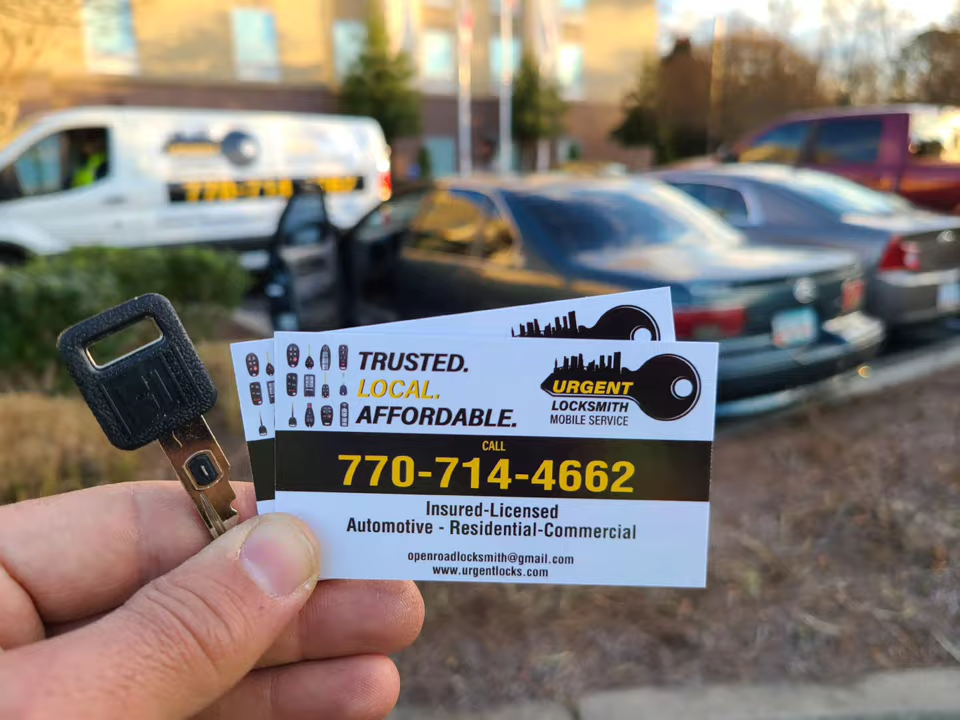 770-714
TRUSTED.
LOCAL.
AFFORDABLE.
URGENT
LOCKSMITH
MOBILE SERVICE
CALL
770-714-4662
Insured-Licensed
Automotive - Residential-Commercial
openroadlocksmith@gmail.com
www.urgentlocks.com